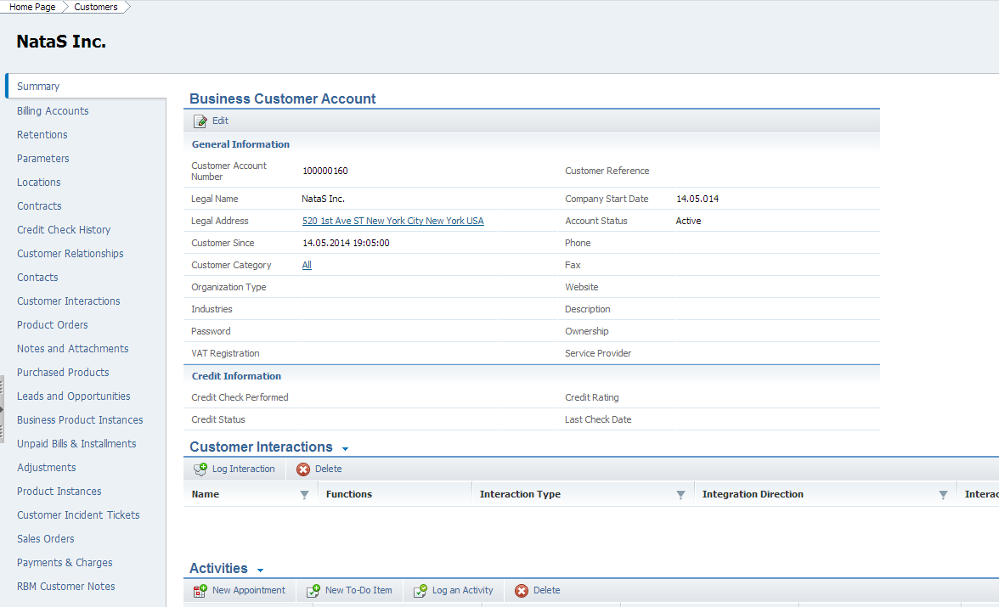 Home Page Customers
NataS Inc.
Summary
Billing Accounts
Retentions
Parameters
Locations
Contracts
Credit Check History
Customer Relationships
Contacts
Customer Interactions
Product Orders
Notes and Attachments
Purchased Products
Leads and Opportunities
Business Product Instances
Unpaid Bills & Installments
Adjustments
Product Instances
Customer Incident Tickets
Sales Orders
Payments & Charges
RBM Customer Notes
Business Customer Account
Edit
General Information
Customer Account
Number 100000160 Customer Reference
Legal Name NataS Inc. Company Start Date 14.05.014
Legal Address 520 1st Ave ST New York City New York USA Account Status Active
Customer Since 14.05.2014 19:05:00 Phone
Customer Category All Fax
Organization Type Website
Industries Description
Password Ownership
VAT Registration Service Provider
Credit Information
Credit Check Performed Credit Rating
Credit Status Last Check Date
Customer Interactions
Log Interaction Delete
Name Functions Interaction Type Integration Direction Interac
Activities
New Appointment New To-Do Item Log an Activity Delete